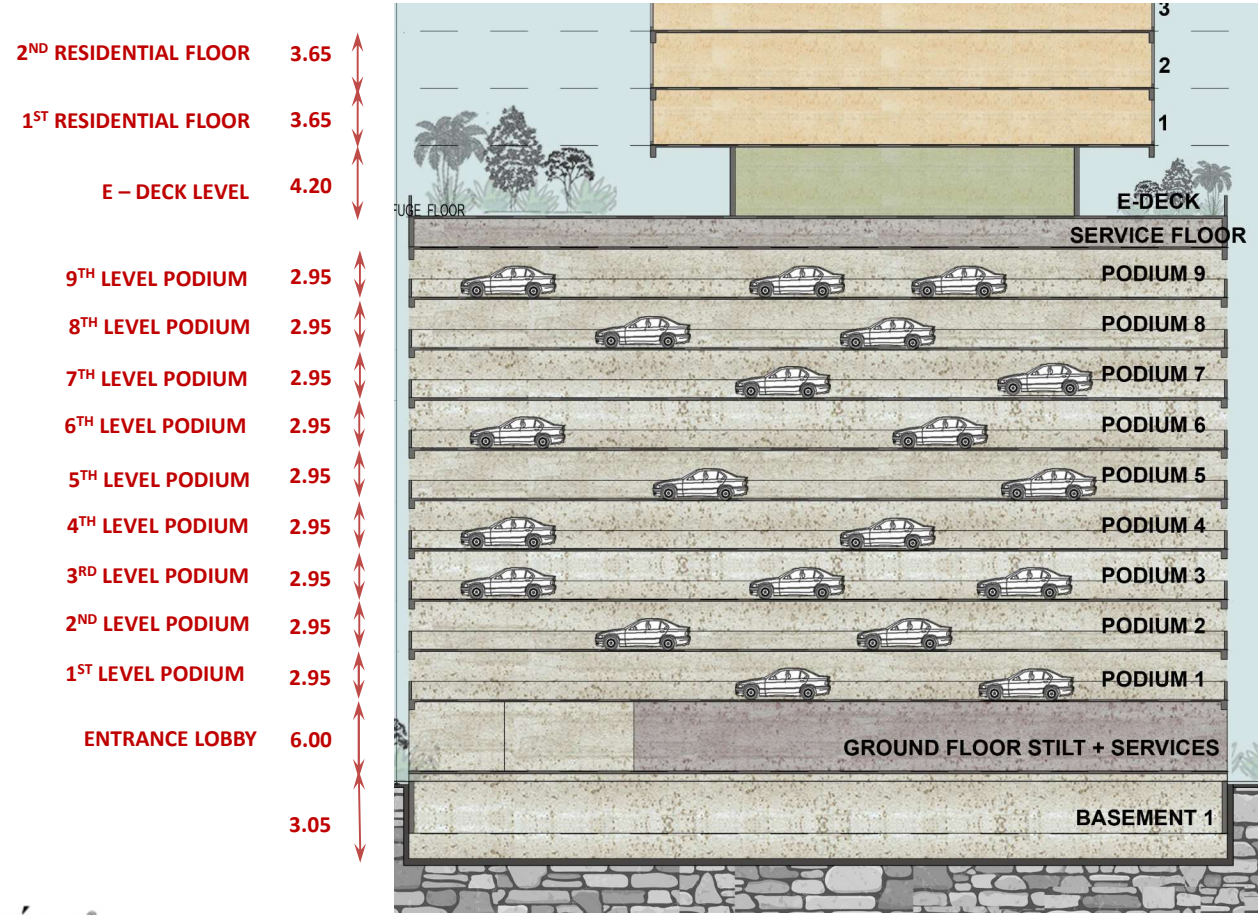 2ND RESIDENTIAL FLOOR 3.65
1ST RESIDENTIAL FLOOR 3.65
E – DECK LEVEL 4.20
9TH LEVEL PODIUM 2.95
8TH LEVEL PODIUM 2.95
7TH LEVEL PODIUM 2.95
6TH LEVEL PODIUM 2.95
5TH LEVEL PODIUM 2.95
4TH LEVEL PODIUM 2.95
3RD LEVEL PODIUM 2.95
2ND LEVEL PODIUM 2.95
1ST LEVEL PODIUM 2.95
ENTRANCE LOBBY 6.00
3.05
3
2
1
FUGE FLOOR
E-DECK
SERVICE FLOOR
PODIUM 9
PODIUM 8
PODIUM 7
PODIUM 6
PODIUM 5
PODIUM 4
PODIUM 3
PODIUM 2
PODIUM 1
GROUND FLOOR STILT + SERVICES
BASEMENT 1